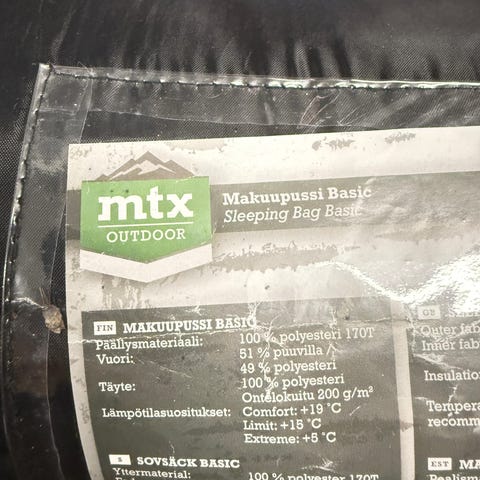 mtx
OUTDOOR
Makuupussi Basic
Sleeping Bag Basic
FIN MAKUUPUSSI BASIC
Päällysmateriaali: 100 % polyesteri 170T
Vuori: 51 % puuvilla /
49 % polyesteri
Täyte: 100 % polyesteri
Ontelokuitu 200 g/m²
Lämpötilasuositukset: Comfort: +19 °C
Limit: +15 °C
Extreme: +5 °C
S SOVSÄCK BASIC
Yttermaterial: 100 % polyester 170T
GB
Outer fab
Inner fab
Insulatio
Tempera
recomm
EST MA